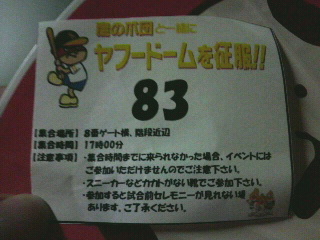 鷹の爪団と一緒に
ヤフードームを征服!!
83
【集合場所】 8番ゲート横、階段近辺
【集合時間】 17時00分
【注意事項】 ・集合時間までに来られなかった場合、イベントには
ご参加いただけませんのでご注意下さい。
・スニーカーなどカカトがない靴でご参加下さい。
・参加すると試合前セレモニーが見れない場
あります。ご了承ください。